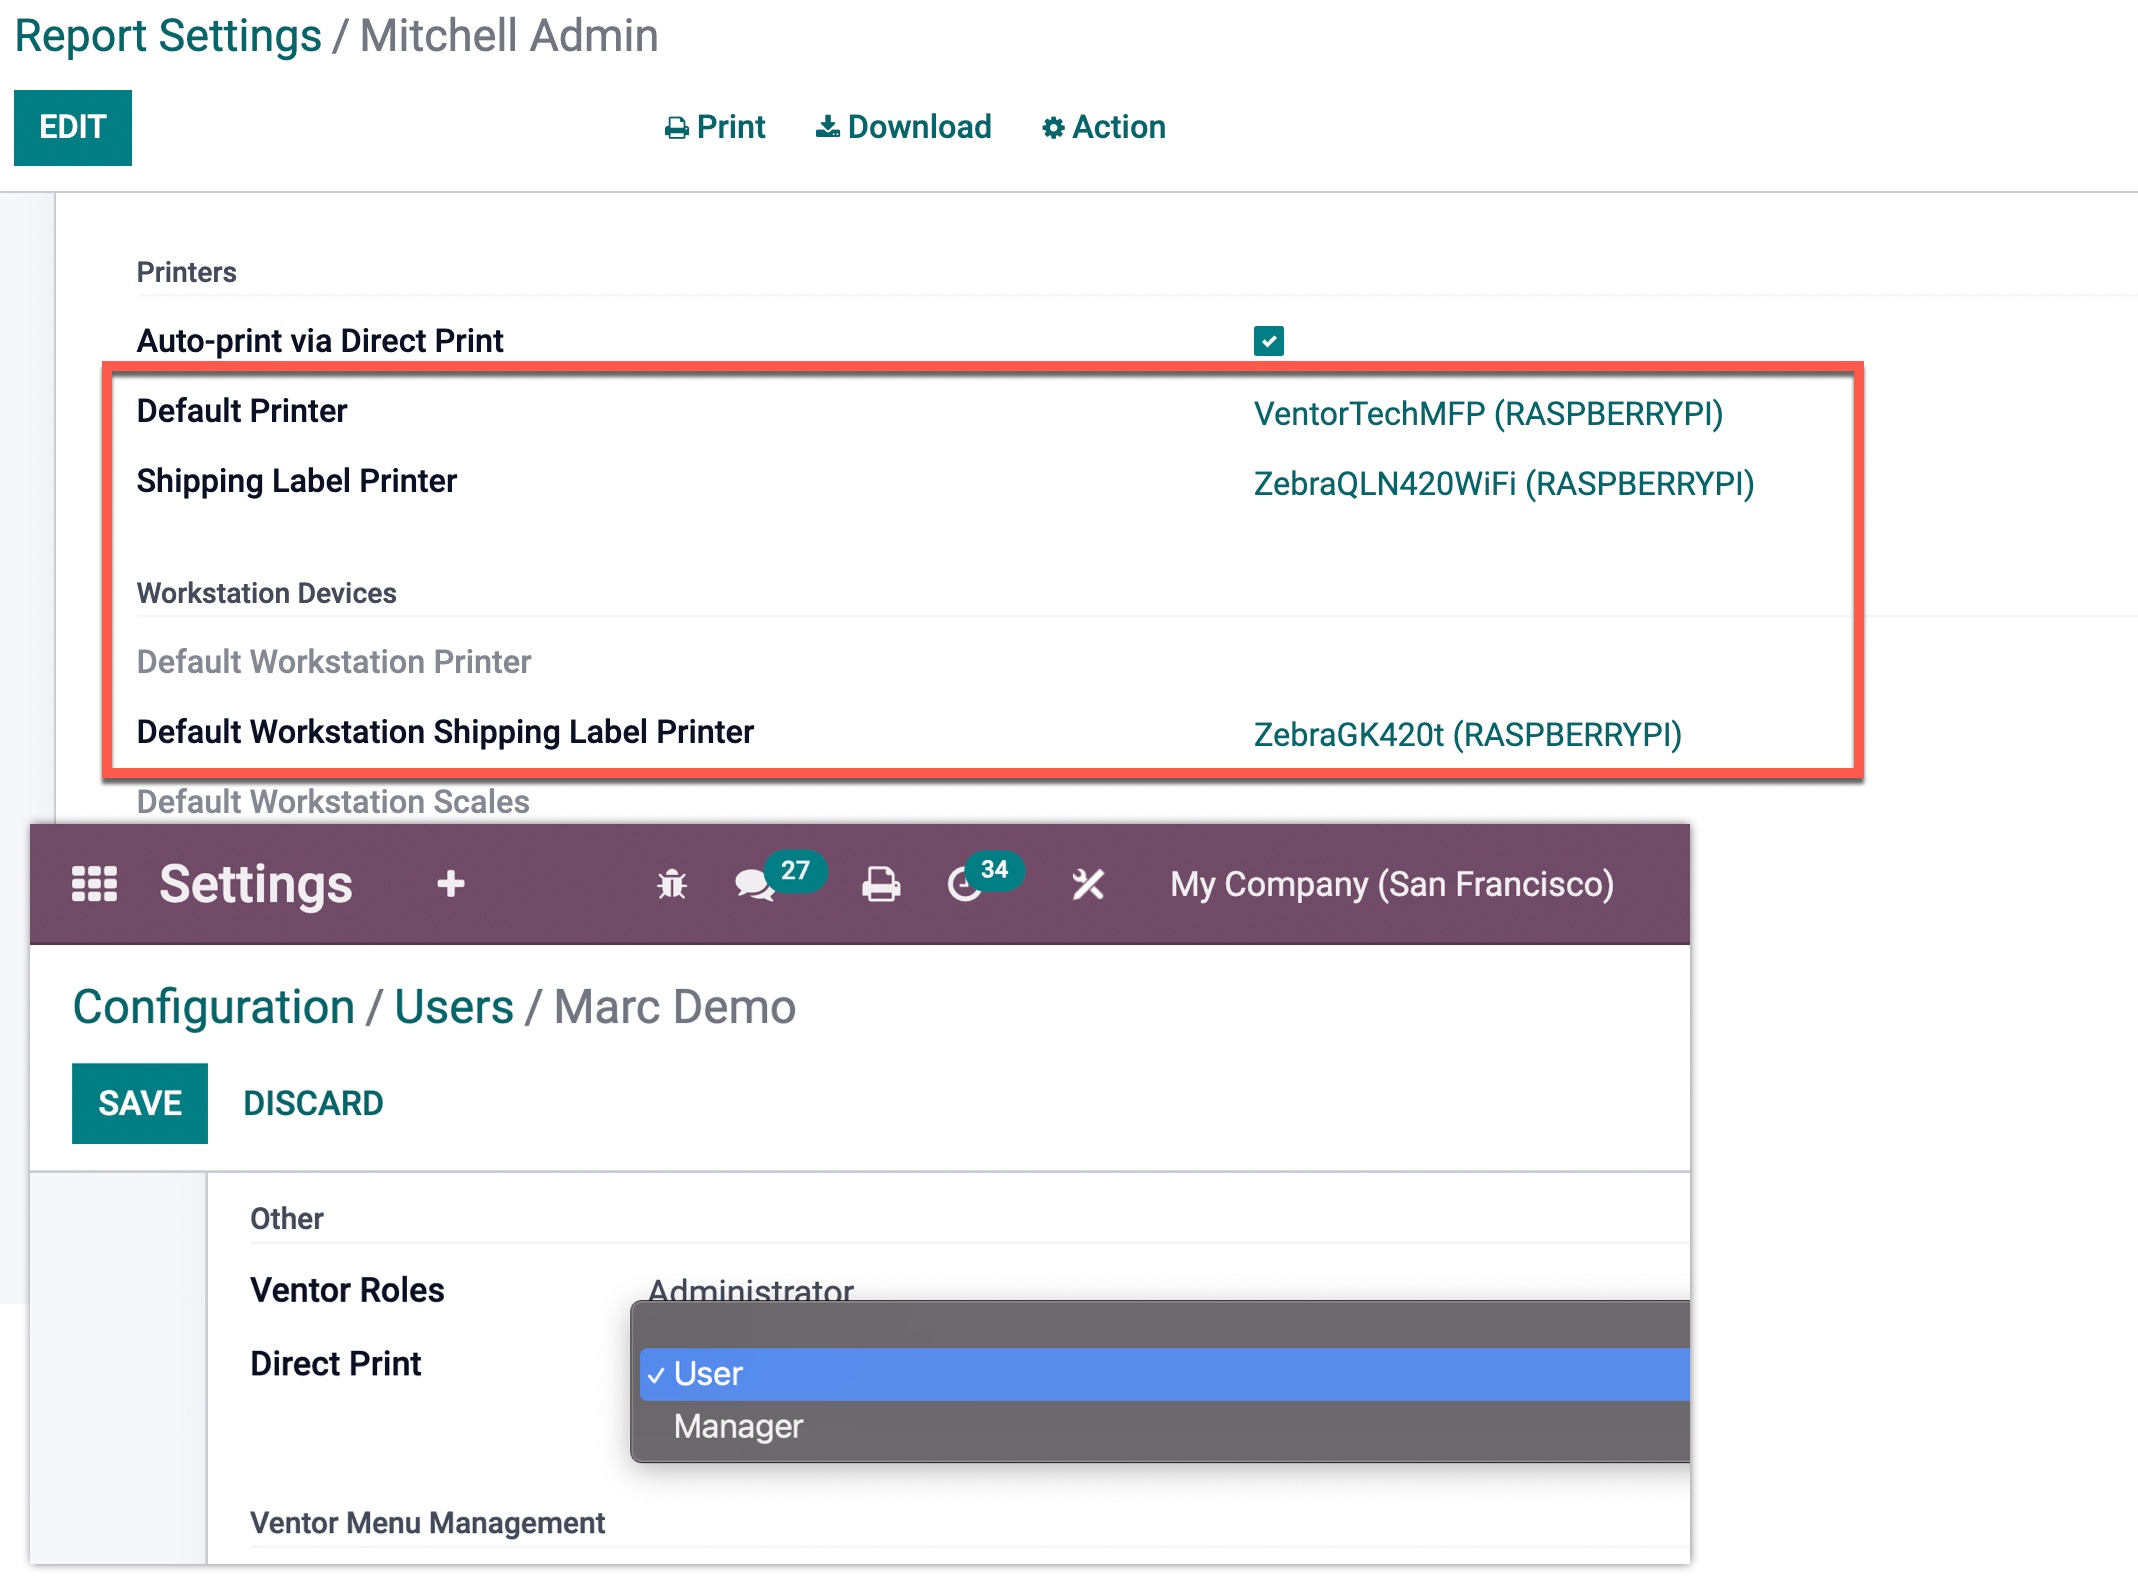 Report Settings / Mitchell Admin
EDIT
Print Download Action
Printers
Auto-print via Direct Print
Default Printer VentorTechMFP (RASPBERRYPI)
Shipping Label Printer ZebraQLN420WiFi (RASPBERRYPI)
Workstation Devices
Default Workstation Printer
Default Workstation Shipping Label Printer ZebraGK420t (RASPBERRYPI)
Default Workstation Scales
Settings + 27 34 My Company (San Francisco)
Configuration / Users / Marc Demo
SAVE DISCARD
Other
Ventor Roles Administrator
Direct Print
✓ User
Manager
Ventor Menu Management